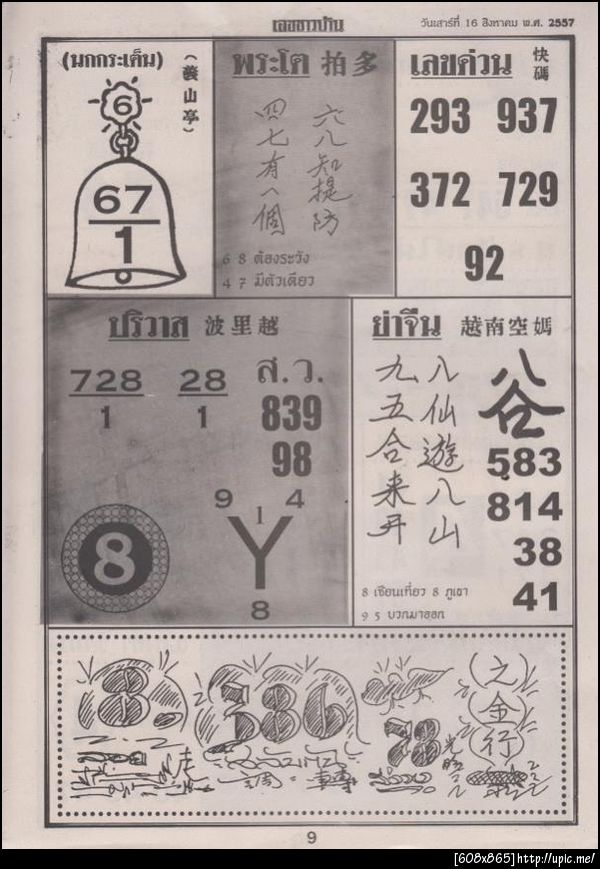 เลขชาวบ้าน
วันเสาร์ที่ 16 สิงหาคม พ.ศ. 2557
(นกกระเต็น)
(義山亭)
6
67
1
พระโต 拍多
六八知提防
四七有八個
6 8 ต้องระวัง
4 7 มีตัวเดียว
เลขด่วน 快碼
293 937
372 729
92
ปริวาส 波里越
728
1
28
1
ส.ว.
839
98
8
9 1 4
Y
8
ย่าจีน 越南空媽
八仙遊八山
九五合来开
583
814
38
41
8 เซียนเที่ยว 8 ภูเขา
9 5 บวกมาออก
8
386
78
之金行
9
[608x865]http://upic.me/